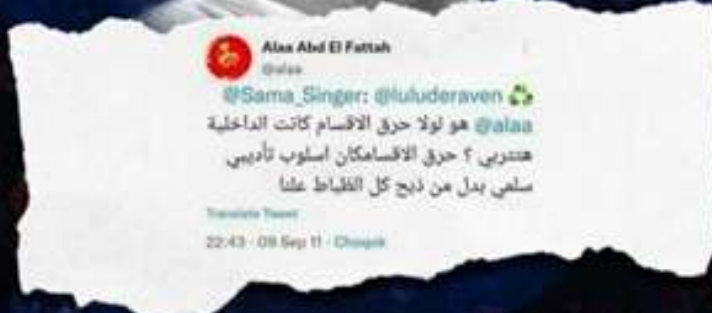 Alaa Abd El Fattah
@alaa
@Sama_Singer: @luluderaven ♻
@alaa هو لولا حرق الاقسام كانت الداخلية
هتتربي ؟ حرق الاقسامكان اسلوب تأديبي
سلمي بدل من ذبح كل الظباط علنا
Translate Tweet
22:43 · 09 Sep 11 · Choqok